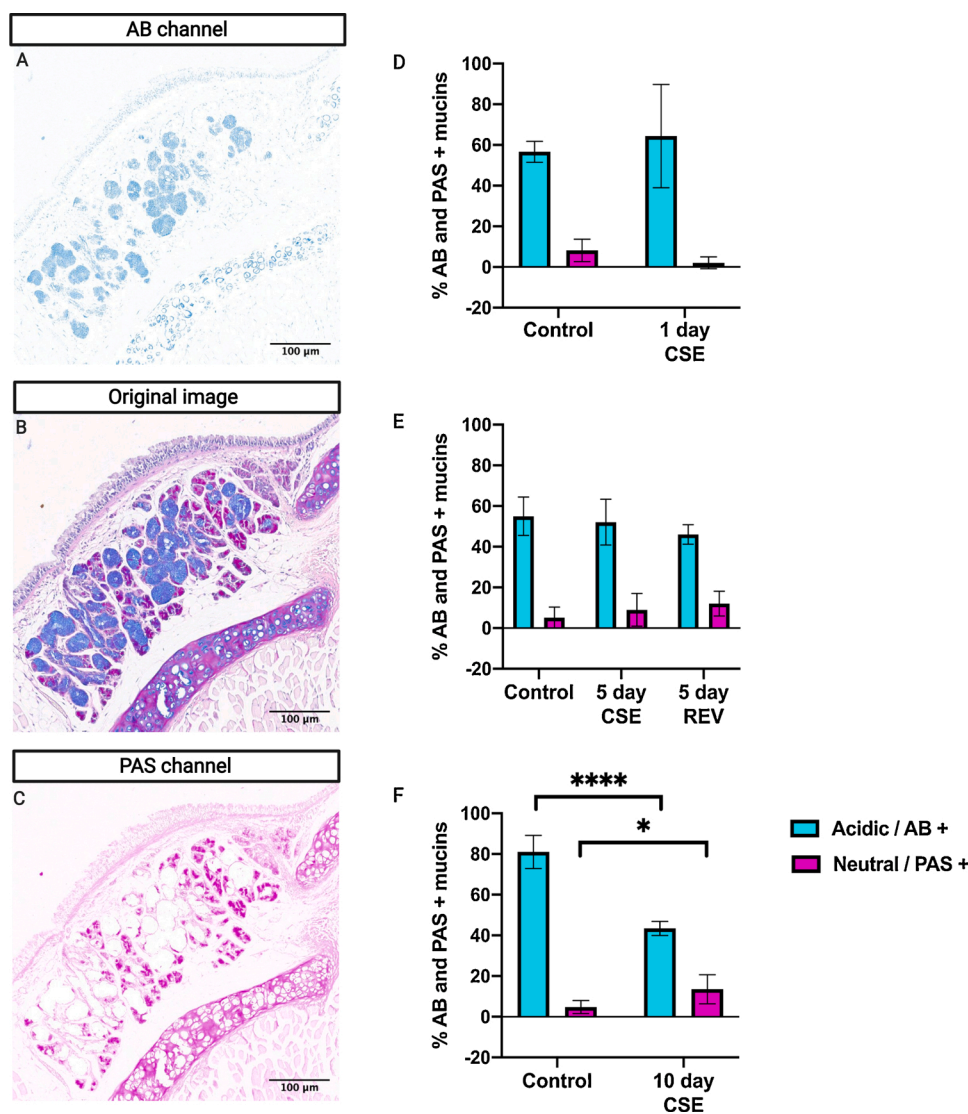 AB channel
A
100 µm
Original image
B
100 µm
PAS channel
C
100 µm
D
% AB and PAS + mucins
100
80
60
40
20
0
-20
Control
1 day
CSE
E
% AB and PAS + mucins
100
80
60
40
20
0
-20
Control
5 day
CSE
5 day
REV
F
% AB and PAS + mucins
****
*
100
80
60
40
20
0
-20
Control
10 day
CSE
Acidic / AB +
Neutral / PAS +